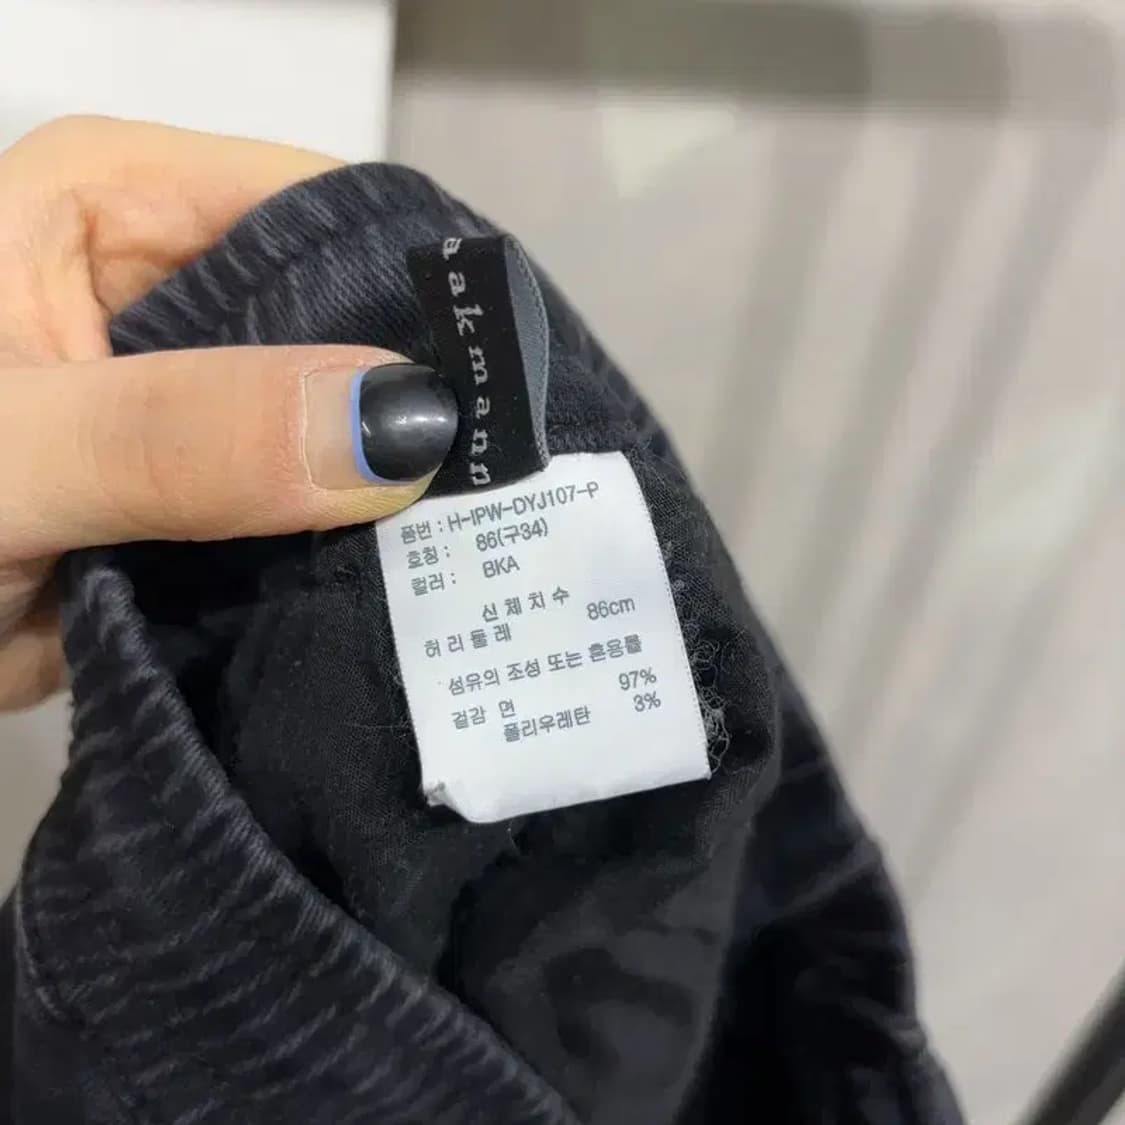 aakmann
품번 : H-IPW-DYJ107-P
호칭 : 86(구34)
컬러 : BKA
신체치수
허리둘레 86cm
섬유의 조성 또는 혼용률
겉감 면 97%
폴리우레탄 3%